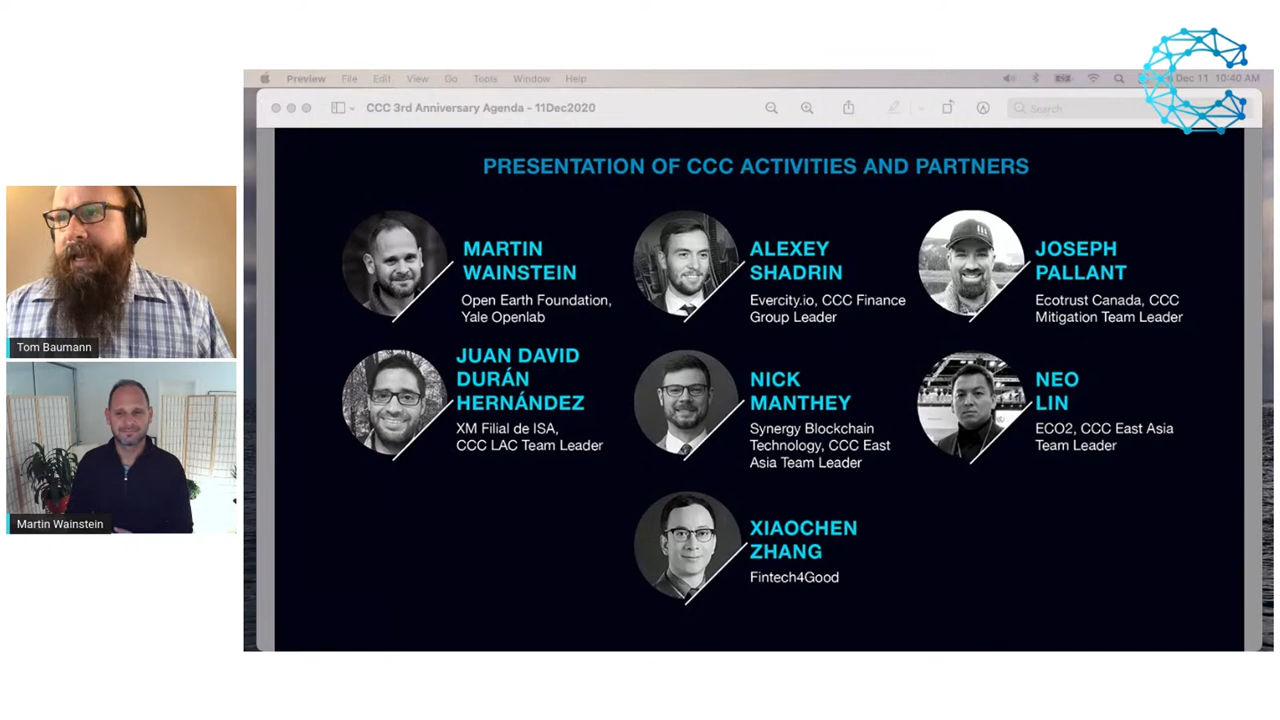 Preview File Edit View Go Tools Window Help
Dec 11 10:40 AM
CCC 3rd Anniversary Agenda - 11Dec2020
Search
PRESENTATION OF CCC ACTIVITIES AND PARTNERS
MARTIN
WAINSTEIN
Open Earth Foundation,
Yale Openlab
ALEXEY
SHADRIN
Evercity.io, CCC Finance
Group Leader
JOSEPH
PALLANT
Ecotrust Canada, CCC
Mitigation Team Leader
JUAN DAVID
DURÁN
HERNÁNDEZ
XM Filial de ISA,
CCC LAC Team Leader
NICK
MANTHEY
Synergy Blockchain
Technology, CCC East
Asia Team Leader
NEO
LIN
ECO2, CCC East Asia
Team Leader
XIAOCHEN
ZHANG
Fintech4Good
Tom Baumann
Martin Wainstein